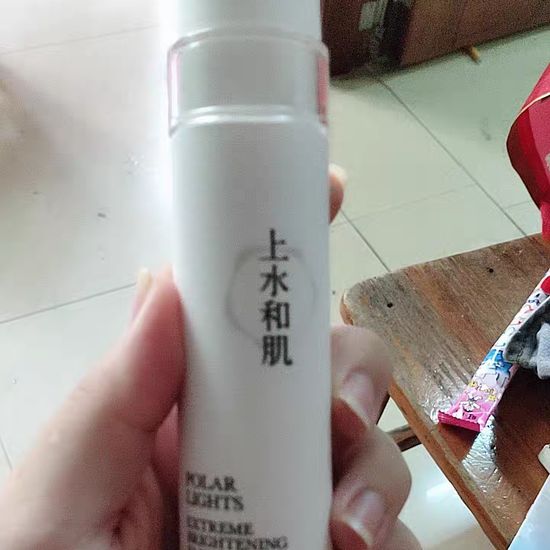 上水和肌
POLAR
LIGHTS
EXTREME
BRIGHTENING